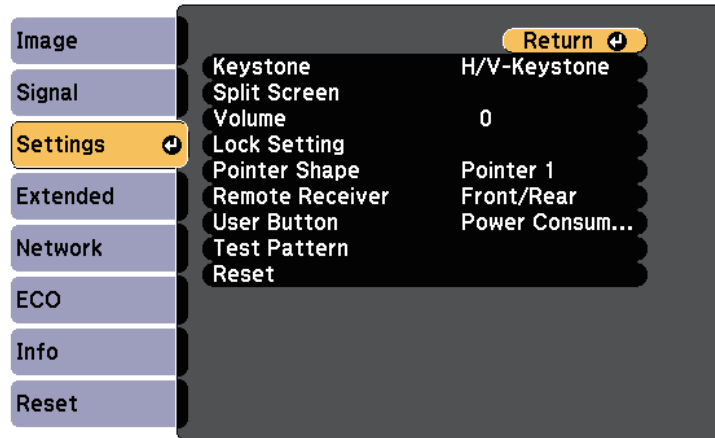 Image
Signal
Settings
Extended
Network
ECO
Info
Reset
Return
Keystone H/V-Keystone
Split Screen
Volume 0
Lock Setting
Pointer Shape Pointer 1
Remote Receiver Front/Rear
User Button Power Consum...
Test Pattern
Reset